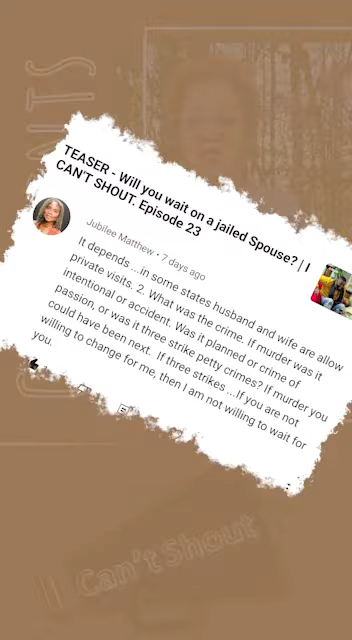 TEASER - Will you wait on a jailed Spouse? | I
CAN'T SHOUT. Episode 23
Jubilee Matthew • 7 days ago
It depends ...in some states husband and wife are allow
private visits. 2. What was the crime. If murder was it
intentional or accident. Was it planned or crime of
passion, or was it three strike petty crimes? If murder you
could have been next. If three strikes ...If you are not
willing to change for me, then I am not willing to wait for
you.
I Can't Shout